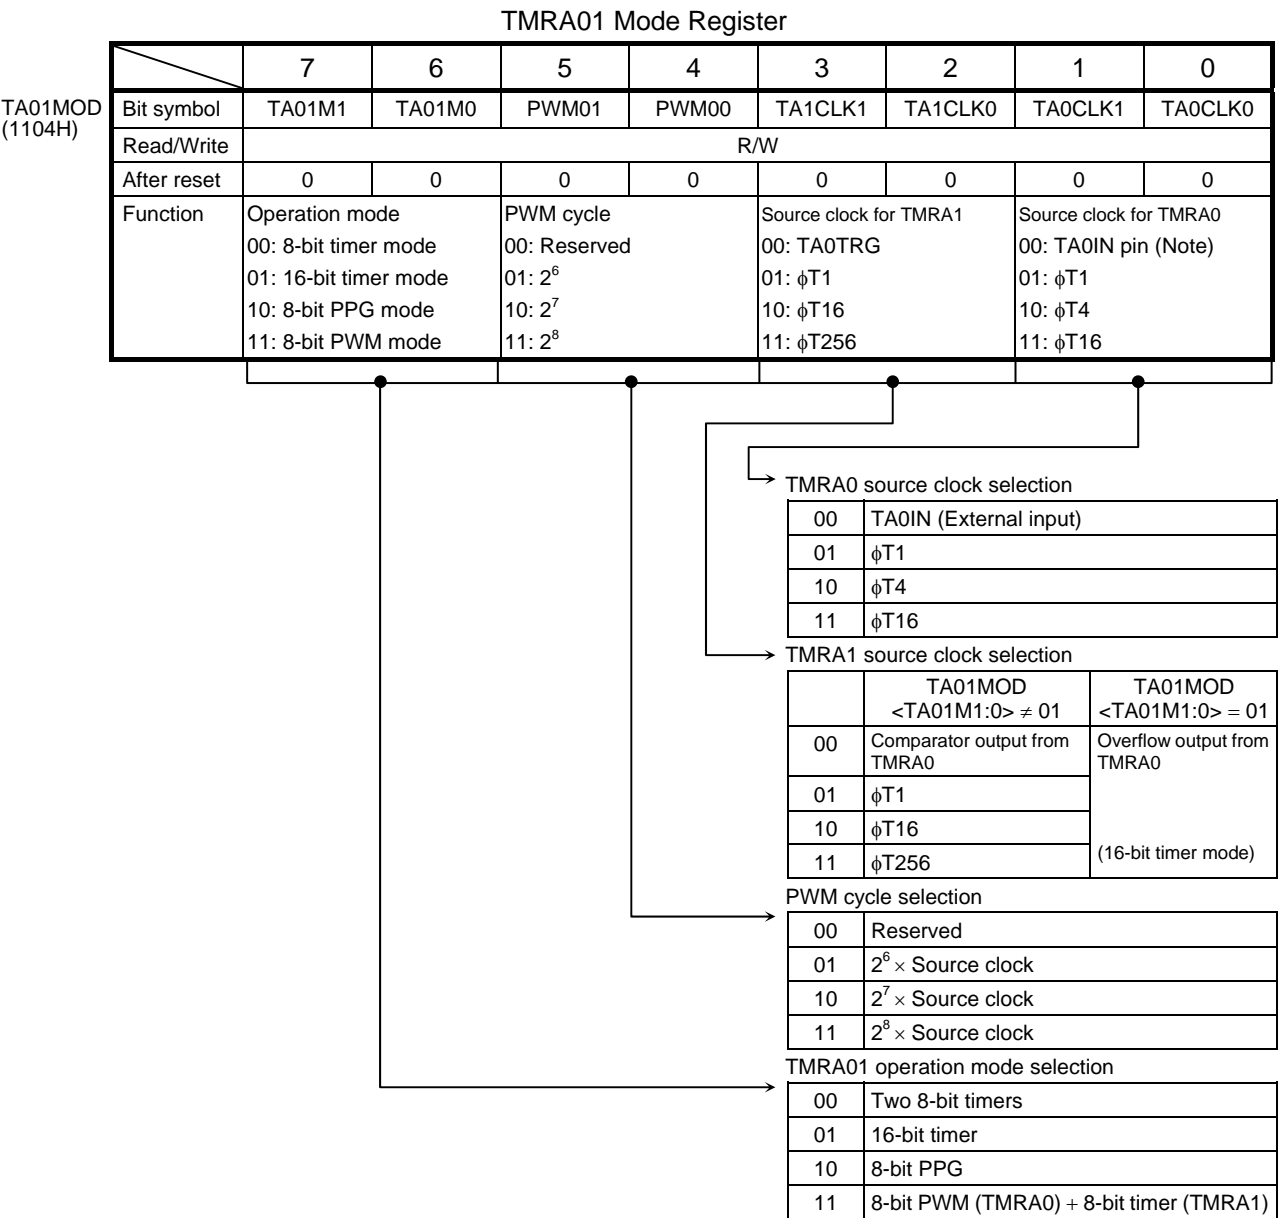 TMRA01 Mode Register
7 6 5 4 3 2 1 0
TA01MOD (1104H)
Bit symbol TA01M1 TA01M0 PWM01 PWM00 TA1CLK1 TA1CLK0 TA0CLK1 TA0CLK0
Read/Write R/W
After reset 0 0 0 0 0 0 0 0
Function
Operation mode
00: 8-bit timer mode
01: 16-bit timer mode
10: 8-bit PPG mode
11: 8-bit PWM mode
PWM cycle
00: Reserved
01: 2^6
10: 2^7
11: 2^8
Source clock for TMRA1
00: TA0TRG
01: ϕT1
10: ϕT16
11: ϕT256
Source clock for TMRA0
00: TA0IN pin (Note)
01: ϕT1
10: ϕT4
11: ϕT16
TMRA0 source clock selection
00 TA0IN (External input)
01 ϕT1
10 ϕT4
11 ϕT16
TMRA1 source clock selection
TA01MOD
<TA01M1:0> ≠ 01
TA01MOD
<TA01M1:0> = 01
00 Comparator output from
TMRA0
Overflow output from
TMRA0
01 ϕT1
10 ϕT16
11 ϕT256
(16-bit timer mode)
PWM cycle selection
00 Reserved
01 2^6 × Source clock
10 2^7 × Source clock
11 2^8 × Source clock
TMRA01 operation mode selection
00 Two 8-bit timers
01 16-bit timer
10 8-bit PPG
11 8-bit PWM (TMRA0) + 8-bit timer (TMRA1)